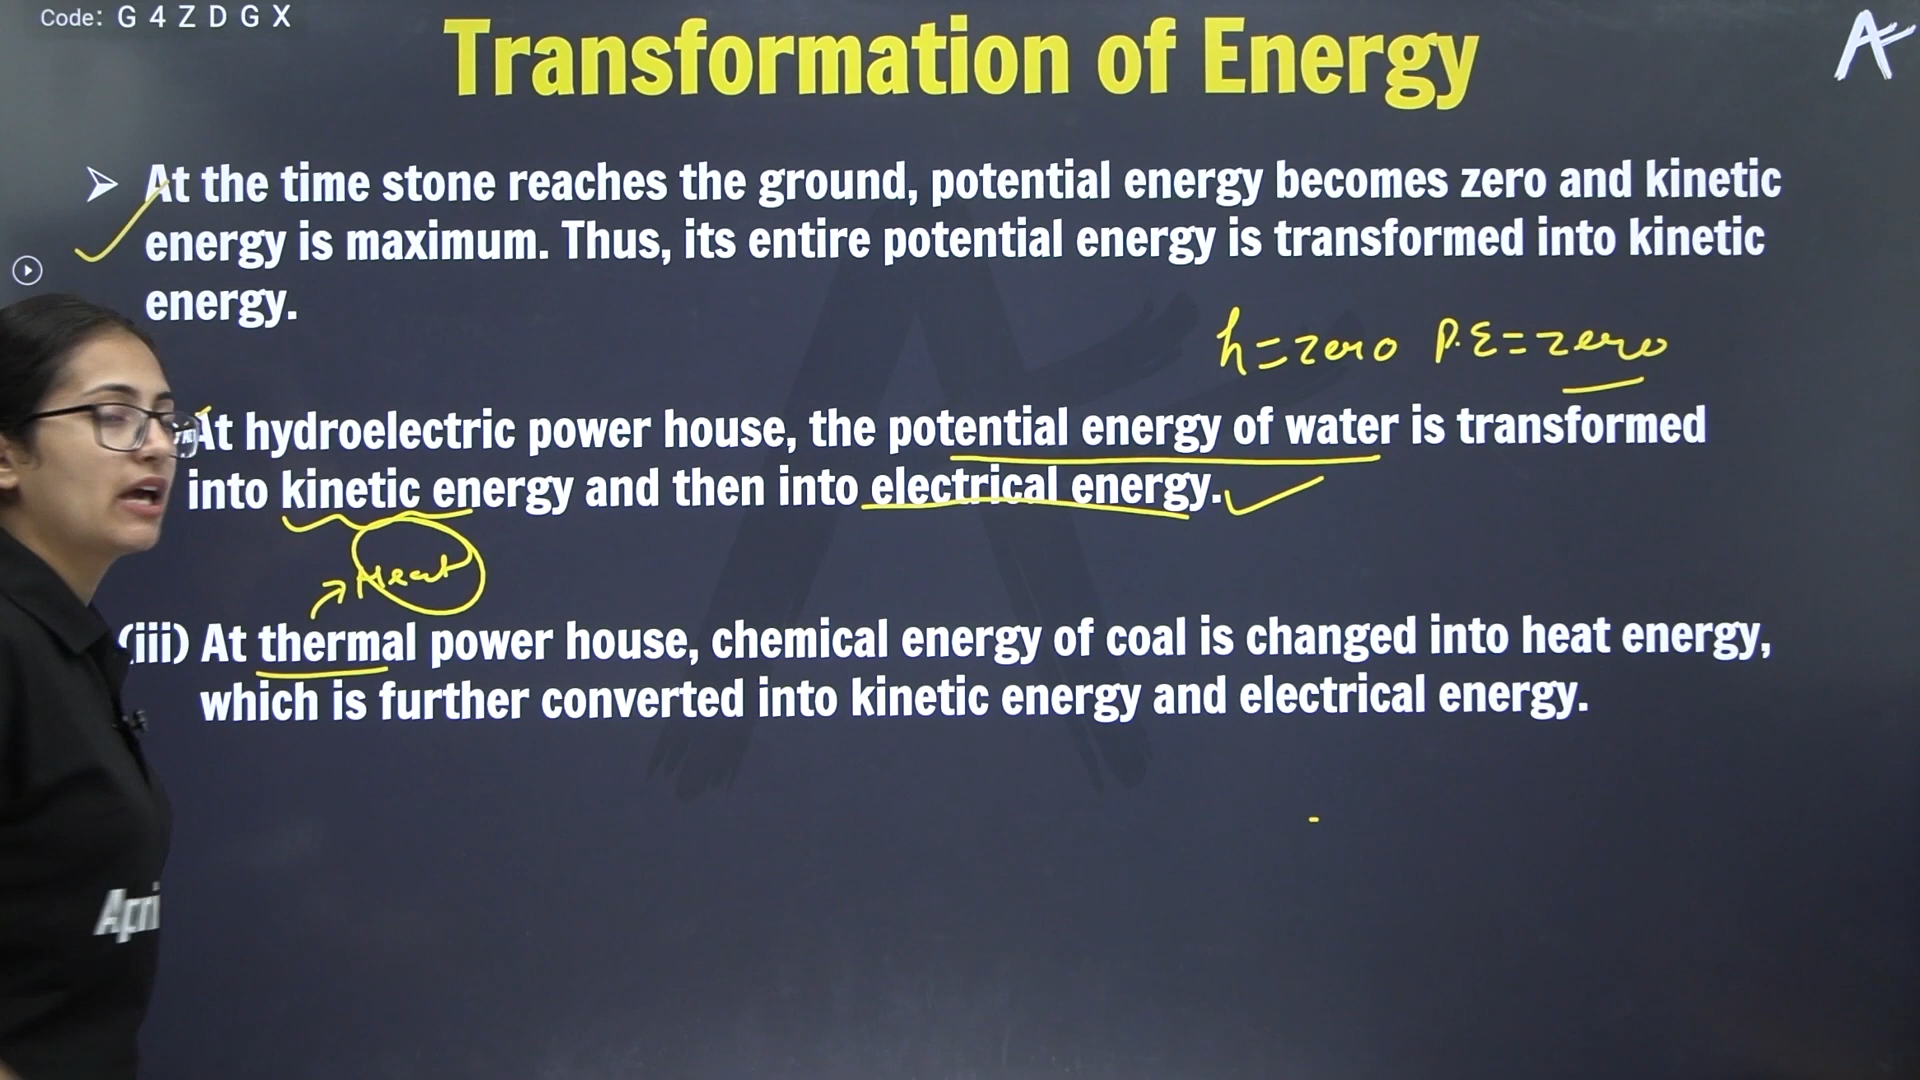 Code: G 4 Z D G X
Transformation of Energy
➢ At the time stone reaches the ground, potential energy becomes zero and kinetic
energy is maximum. Thus, its entire potential energy is transformed into kinetic
energy.
h=zero P.E=zero
At hydroelectric power house, the potential energy of water is transformed
into kinetic energy and then into electrical energy.
Heat
(iii) At thermal power house, chemical energy of coal is changed into heat energy,
which is further converted into kinetic energy and electrical energy.